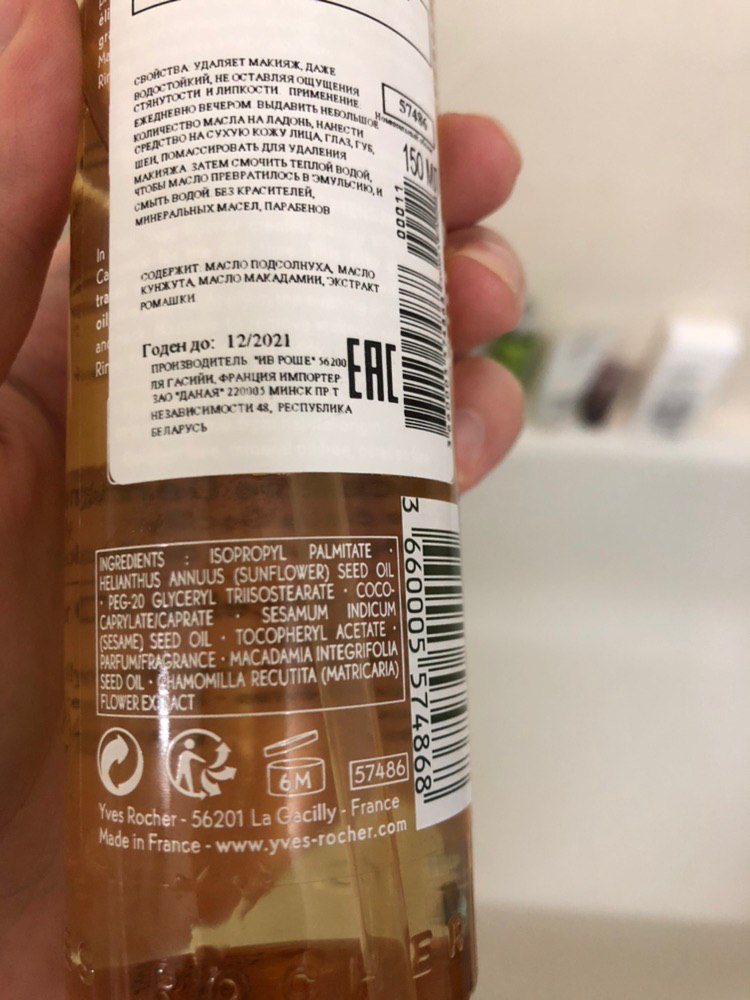 СВОЙСТВА: УДАЛЯЕТ МАКИЯЖ, ДАЖЕ
ВОДОСТОЙКИЙ, НЕ ОСТАВЛЯЯ ОЩУЩЕНИЯ
СТЯНУТОСТИ И ЛИПКОСТИ ПРИМЕНЕНИЕ:
ЕЖЕДНЕВНО ВЕЧЕРОМ ВЫДАВИТЬ НЕБОЛЬШОЕ
КОЛИЧЕСТВО МАСЛА НА ЛАДОНЬ, НАНЕСТИ
СРЕДСТВО НА СУХУЮ КОЖУ ЛИЦА, ГЛАЗ, ГУБ,
ШЕИ, ПОМАССИРОВАТЬ ДЛЯ УДАЛЕНИЯ
МАКИЯЖА. ЗАТЕМ СМОЧИТЬ ТЕПЛОЙ ВОДОЙ,
ЧТОБЫ МАСЛО ПРЕВРАТИЛОСЬ В ЭМУЛЬСИЮ, И
СМЫТЬ ВОДОЙ. БЕЗ КРАСИТЕЛЕЙ,
МИНЕРАЛЬНЫХ МАСЕЛ, ПАРАБЕНОВ
57486
150 МЛ
00011
СОДЕРЖИТ: МАСЛО ПОДСОЛНУХА, МАСЛО
КУНЖУТА, МАСЛО МАКАДАМИИ, ЭКСТРАКТ
РОМАШКИ
Годен до: 12/2021
ПРОИЗВОДИТЕЛЬ "ИВ РОШЕ" 56200
ЛЯ ГАСИЙИ, ФРАНЦИЯ ИМПОРТЕР
ЗАО "ДАНАЯ" 220005 МИНСК ПР Т
НЕЗАВИСИМОСТИ 48, РЕСПУБЛИКА
БЕЛАРУСЬ
EAC
INGREDIENTS : ISOPROPYL PALMITATE ·
HELIANTHUS ANNUUS (SUNFLOWER) SEED OIL
· PEG-20 GLYCERYL TRIISOSTEARATE · COCO-
CAPRYLATE/CAPRATE · SESAMUM INDICUM
(SESAME) SEED OIL · TOCOPHERYL ACETATE ·
PARFUM/FRAGRANCE · MACADAMIA INTEGRIFOLIA
SEED OIL · CHAMOMILLA RECUTITA (MATRICARIA)
FLOWER EXTRACT
3 660005 574868
6M
57486
Yves Rocher - 56201 La Gacilly - France
Made in France - www.yves-rocher.com